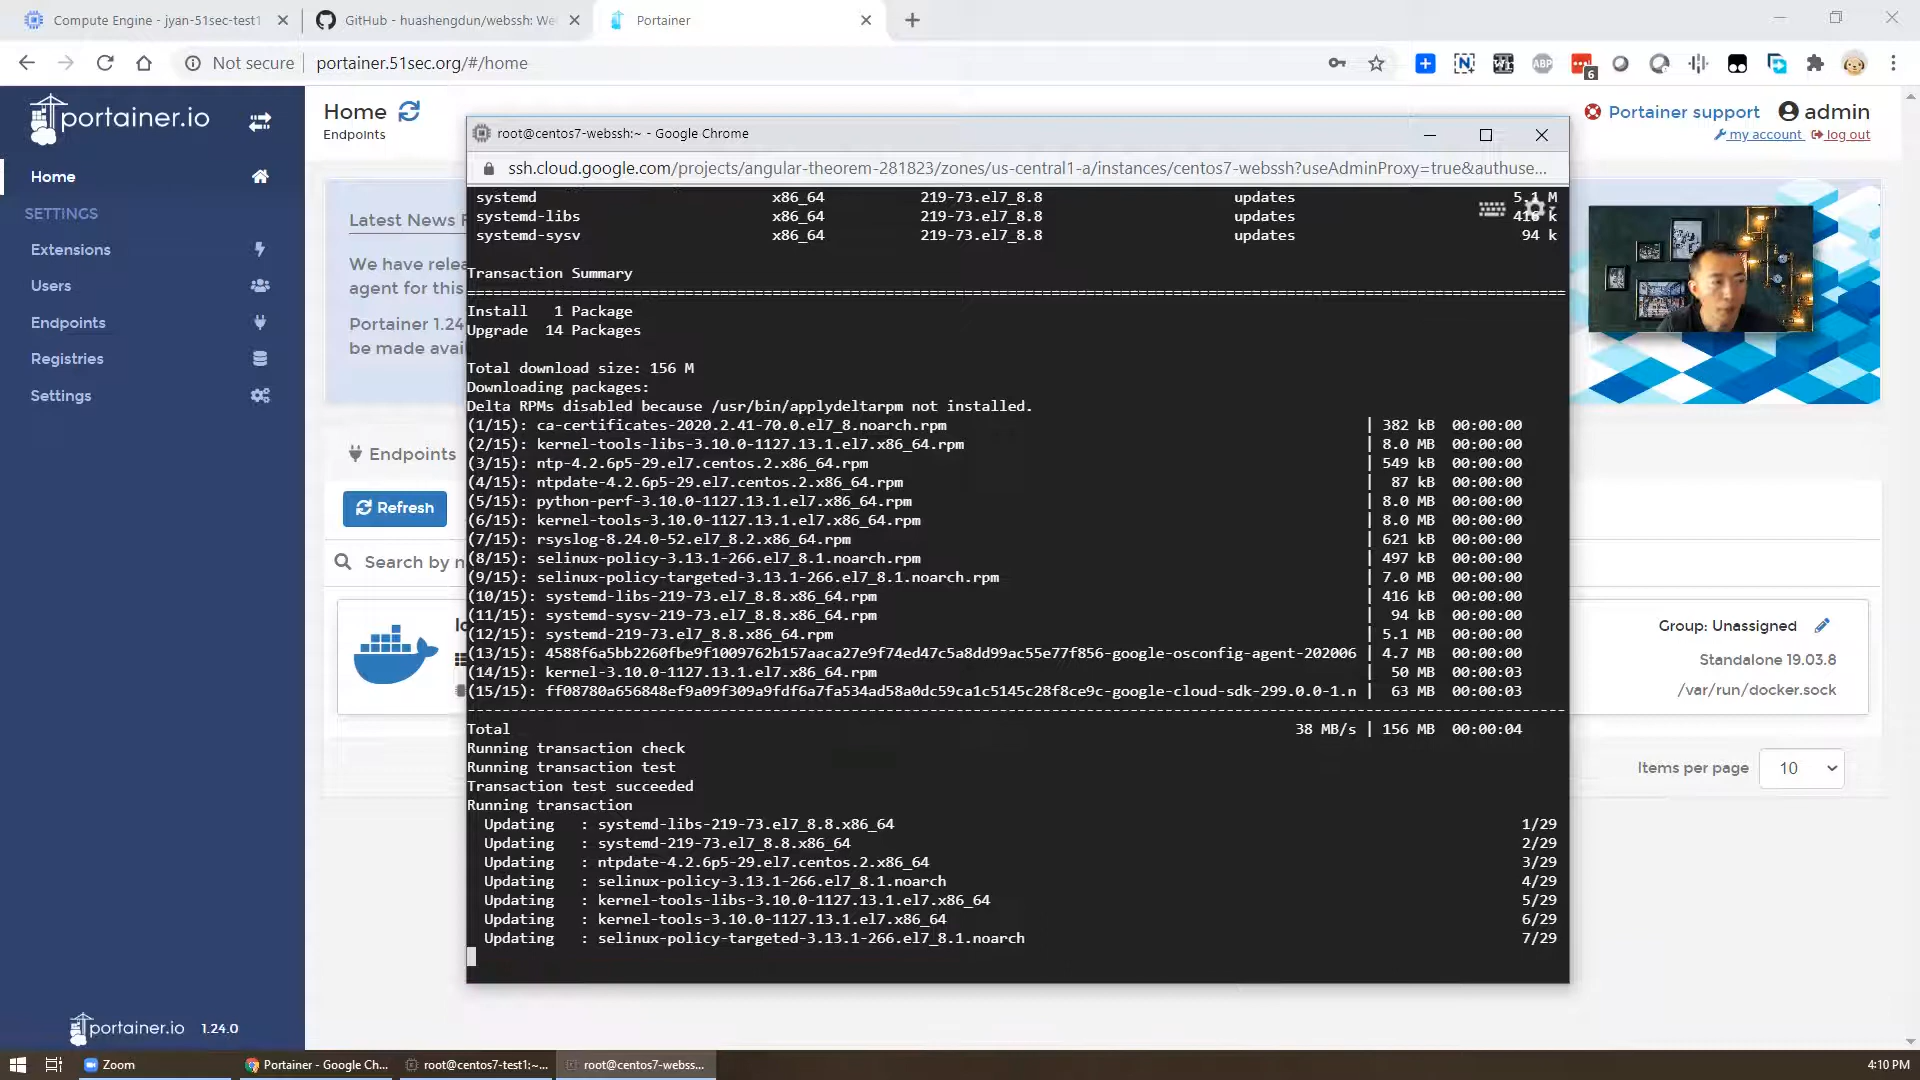 Compute Engine - jyan-51sec-test1
GitHub - huashengdun/webssh: We
Portainer
Not secure
portainer.51sec.org/#/home
ABP
6
portainer.io
Home
SETTINGS
Extensions
Users
Endpoints
Registries
Settings
portainer.io 1.24.0
Home
Endpoints
Portainer support
admin
my account
log out
Latest News F
We have relea
agent for this
Portainer 1.24
be made avai
Endpoints
Refresh
Search by n
Group: Unassigned
Standalone 19.03.8
/var/run/docker.sock
Items per page 10
root@centos7-webssh:~ - Google Chrome
ssh.cloud.google.com/projects/angular-theorem-281823/zones/us-central1-a/instances/centos7-webssh?useAdminProxy=true&authuse...
systemd x86_64 219-73.el7_8.8 updates 5.1 M
systemd-libs x86_64 219-73.el7_8.8 updates 416 k
systemd-sysv x86_64 219-73.el7_8.8 updates 94 k
Transaction Summary
Install 1 Package
Upgrade 14 Packages
Total download size: 156 M
Downloading packages:
Delta RPMs disabled because /usr/bin/applydeltarpm not installed.
(1/15): ca-certificates-2020.2.41-70.0.el7_8.noarch.rpm | 382 kB 00:00:00
(2/15): kernel-tools-libs-3.10.0-1127.13.1.el7.x86_64.rpm | 8.0 MB 00:00:00
(3/15): ntp-4.2.6p5-29.el7.centos.2.x86_64.rpm | 549 kB 00:00:00
(4/15): ntpdate-4.2.6p5-29.el7.centos.2.x86_64.rpm | 87 kB 00:00:00
(5/15): python-perf-3.10.0-1127.13.1.el7.x86_64.rpm | 8.0 MB 00:00:00
(6/15): kernel-tools-3.10.0-1127.13.1.el7.x86_64.rpm | 8.0 MB 00:00:00
(7/15): rsyslog-8.24.0-52.el7_8.2.x86_64.rpm | 621 kB 00:00:00
(8/15): selinux-policy-3.13.1-266.el7_8.1.noarch.rpm | 497 kB 00:00:00
(9/15): selinux-policy-targeted-3.13.1-266.el7_8.1.noarch.rpm | 7.0 MB 00:00:00
(10/15): systemd-libs-219-73.el7_8.8.x86_64.rpm | 416 kB 00:00:00
(11/15): systemd-sysv-219-73.el7_8.8.x86_64.rpm | 94 kB 00:00:00
(12/15): systemd-219-73.el7_8.8.x86_64.rpm | 5.1 MB 00:00:00
(13/15): 4588f6a5bb2260fbe9f1009762b157aaca27e9f74ed47c5a8dd99ac55e77f856-google-osconfig-agent-202006 | 4.7 MB 00:00:00
(14/15): kernel-3.10.0-1127.13.1.el7.x86_64.rpm | 50 MB 00:00:03
(15/15): ff08780a656848ef9a09f309a9fdf6a7fa534ad58a0dc59ca1c5145c28f8ce9c-google-cloud-sdk-299.0.0-1.n | 63 MB 00:00:03
Total 38 MB/s | 156 MB 00:00:04
Running transaction check
Running transaction test
Transaction test succeeded
Running transaction
Updating : systemd-libs-219-73.el7_8.8.x86_64 1/29
Updating : systemd-219-73.el7_8.8.x86_64 2/29
Updating : ntpdate-4.2.6p5-29.el7.centos.2.x86_64 3/29
Updating : selinux-policy-3.13.1-266.el7_8.1.noarch 4/29
Updating : kernel-tools-libs-3.10.0-1127.13.1.el7.x86_64 5/29
Updating : kernel-tools-3.10.0-1127.13.1.el7.x86_64 6/29
Updating : selinux-policy-targeted-3.13.1-266.el7_8.1.noarch 7/29
Zoom
Portainer - Google Ch...
root@centos7-test1:~...
root@centos7-webss...
4:10 PM